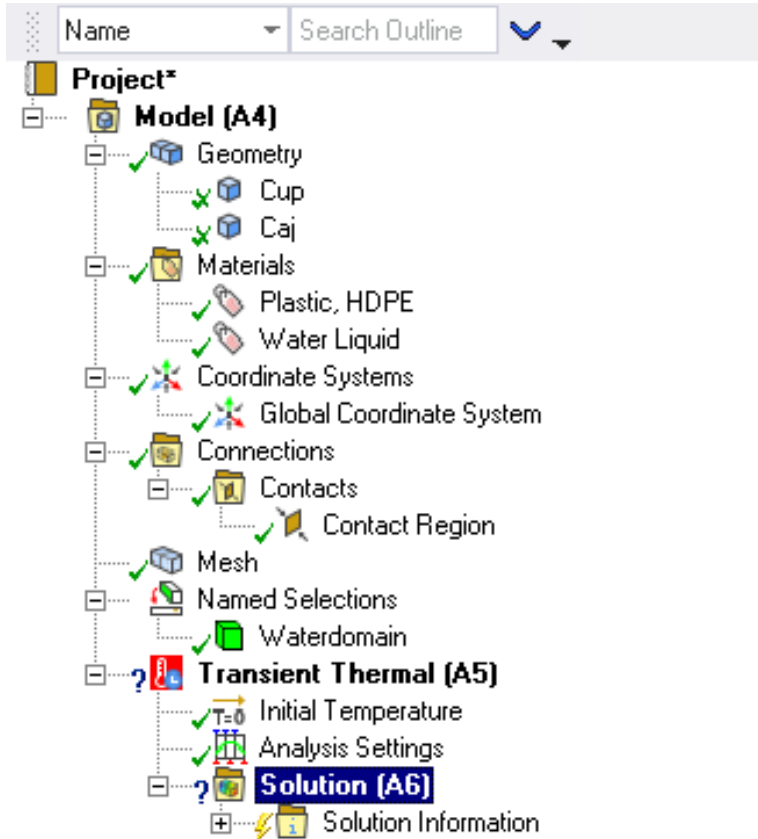 Name Search Outline
Project*
Model (A4)
Geometry
Cup
Caj
Materials
Plastic, HDPE
Water Liquid
Coordinate Systems
Global Coordinate System
Connections
Contacts
Contact Region
Mesh
Named Selections
Waterdomain
? Transient Thermal (A5)
T=0 Initial Temperature
Analysis Settings
? Solution (A6)
Solution Information